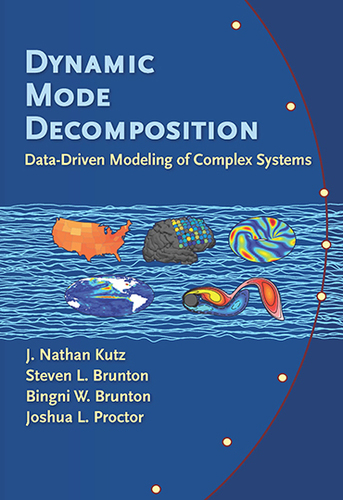 DYNAMIC
MODE
DECOMPOSITION
Data-Driven Modeling of Complex Systems
J. Nathan Kutz
Steven L. Brunton
Bingni W. Brunton
Joshua L. Proctor